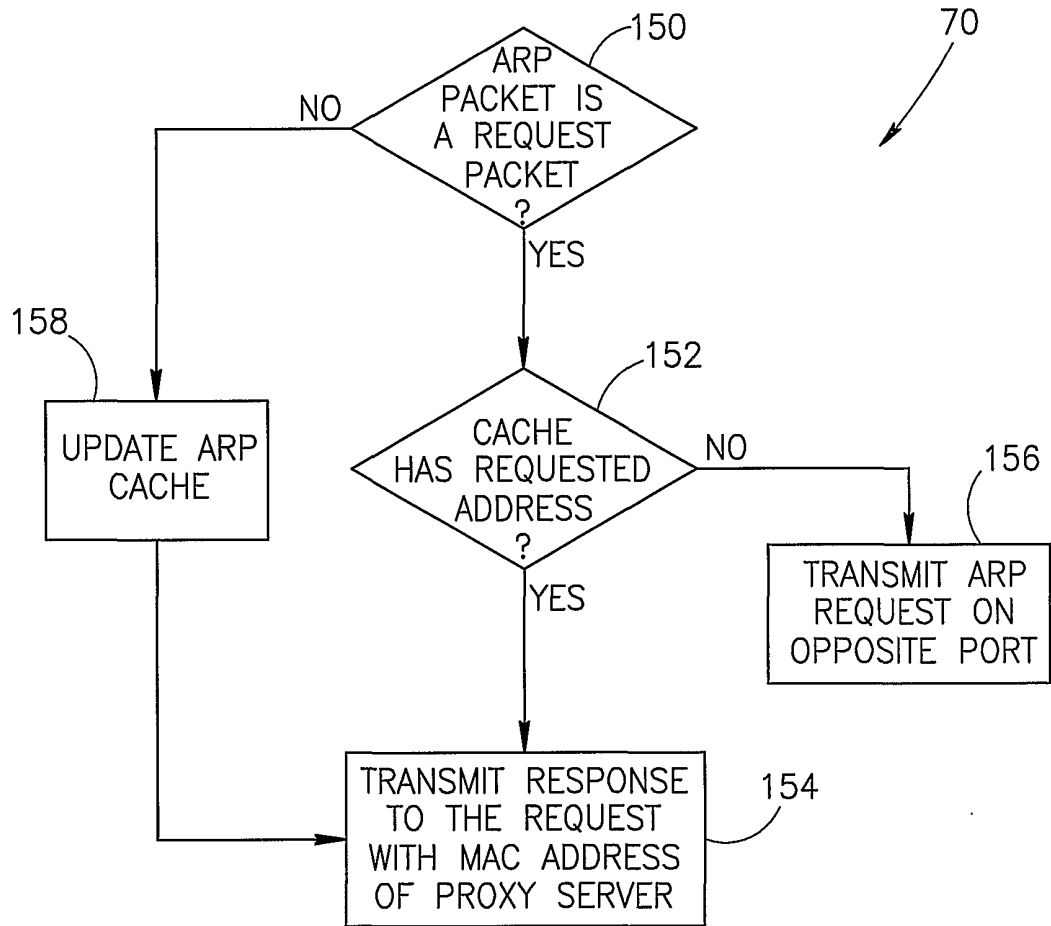 150
70
ARP
PACKET IS
A REQUEST
PACKET
?
NO
YES
158
152
UPDATE ARP
CACHE
CACHE
HAS REQUESTED
ADDRESS
?
NO
YES
156
TRANSMIT ARP
REQUEST ON
OPPOSITE PORT
154
TRANSMIT RESPONSE
TO THE REQUEST
WITH MAC ADDRESS
OF PROXY SERVER